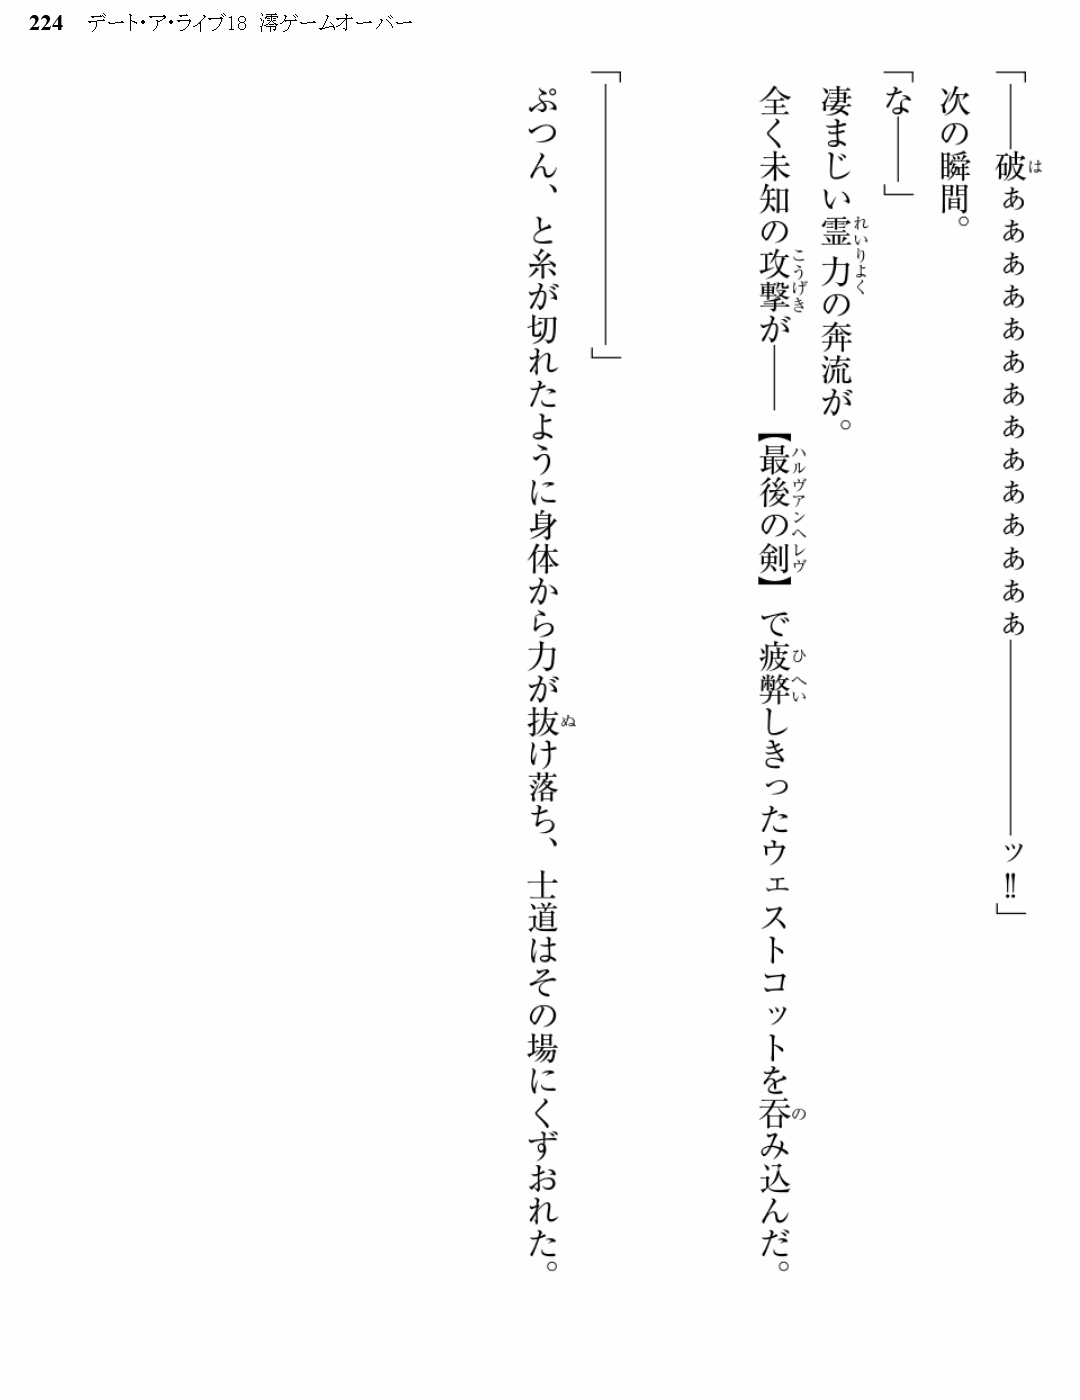 224 デート・ア・ライブ18 澪ゲームオーバー
「――破ぁぁぁぁぁぁぁぁぁぁぁぁぁぁ――――――ッ!!」
次の瞬間。
「な――」
凄まじい霊力の奔流が。
全く未知の攻撃が――【最後の剣】で疲弊しきったウェストコットを呑み込んだ。
「――――――――」
ぷつん、と糸が切れたように身体から力が抜け落ち、士道はその場にくずおれた。